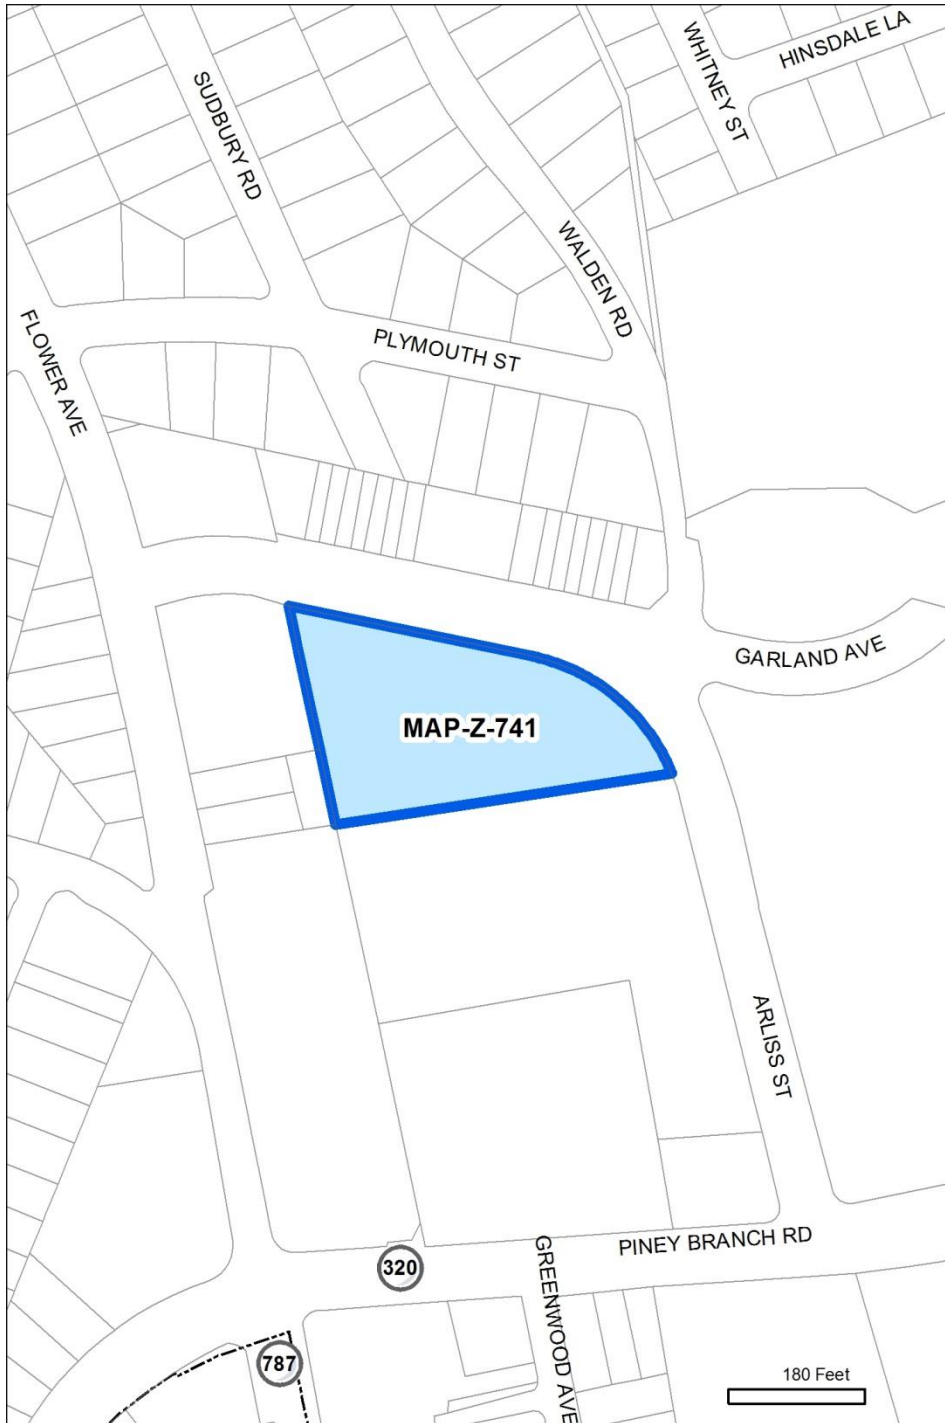 HINSDALE LA
WHITNEY ST
SUDBURY RD
WALDEN RD
FLOWER AVE
PLYMOUTH ST
GARLAND AVE
MAP-Z-741
ARLISS ST
PINEY BRANCH RD
320
GREENWOOD AVE
787
180 Feet